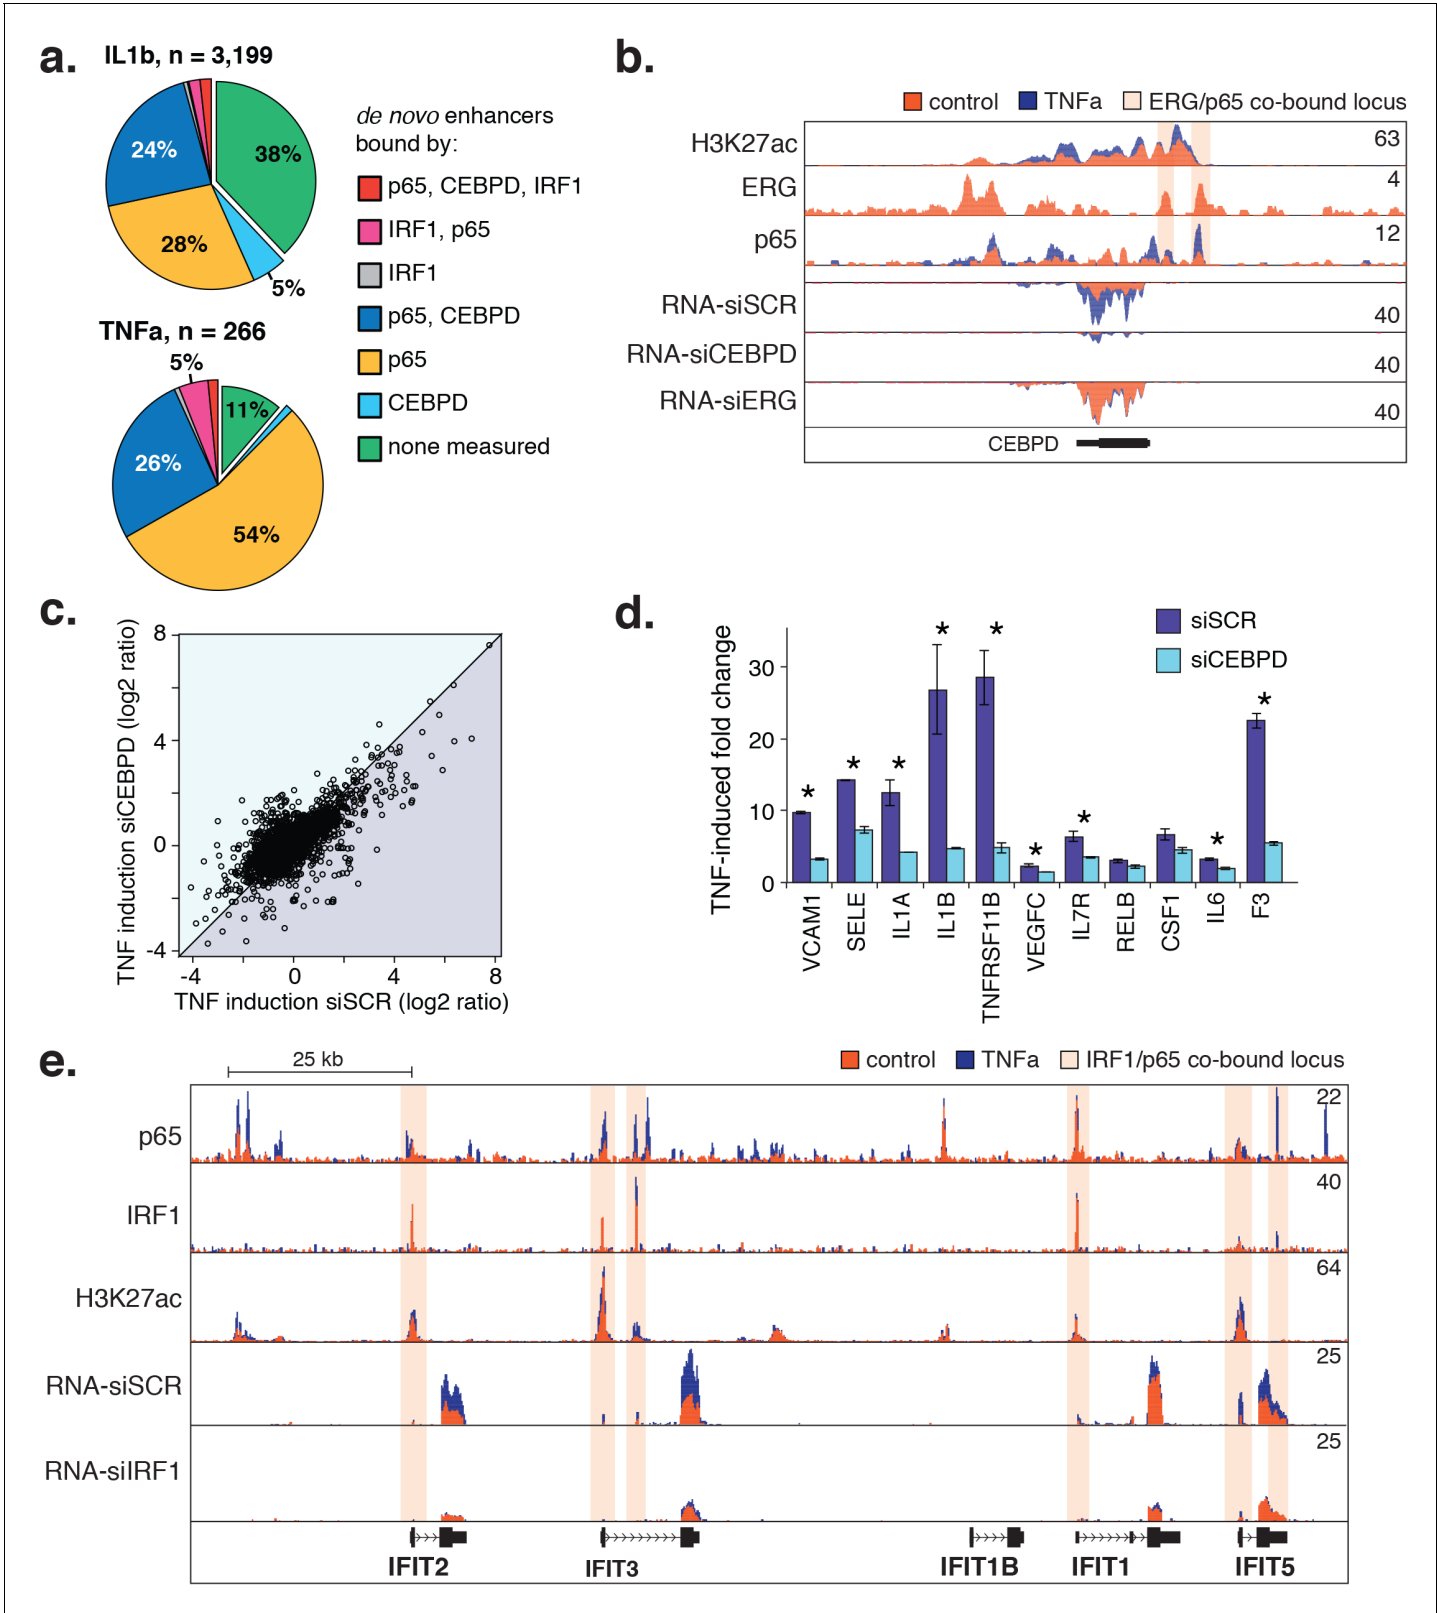 a.
IL1b, n = 3,199
38%
24%
28%
5%
TNFa, n = 266
5%
11%
26%
54%
de novo enhancers
bound by:
p65, CEBPD, IRF1
IRF1, p65
IRF1
p65, CEBPD
p65
CEBPD
none measured
b.
control TNFa ERG/p65 co-bound locus
H3K27ac 63
ERG 4
p65 12
RNA-siSCR 40
RNA-siCEBPD 40
RNA-siERG 40
CEBPD
c.
TNF induction siCEBPD (log2 ratio)
8
4
0
-4
-4 0 4 8
TNF induction siSCR (log2 ratio)
d.
siSCR
siCEBPD
TNF-induced fold change
30
20
10
0
* * * * * * * * *
VCAM1 SELE IL1A IL1B TNFRSF11B VEGFC IL7R RELB CSF1 IL6 F3
e.
25 kb
control TNFa IRF1/p65 co-bound locus
p65 22
IRF1 40
H3K27ac 64
RNA-siSCR 25
RNA-siIRF1 25
IFIT2 IFIT3 IFIT1B IFIT1 IFIT5